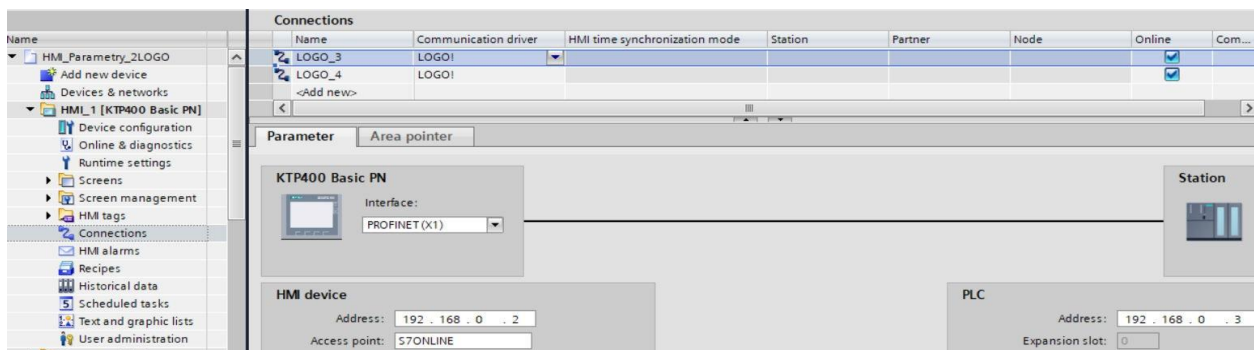 Name
HMI_Parametry_2LOGO
Add new device
Devices & networks
HMI_1 [KTP400 Basic PN]
Device configuration
Online & diagnostics
Runtime settings
Screens
Screen management
HMI tags
Connections
HMI alarms
Recipes
Historical data
Scheduled tasks
Text and graphic lists
User administration
Connections
Name Communication driver HMI time synchronization mode Station Partner Node Online Com...
LOGO_3 LOGO!
LOGO_4 LOGO!
<Add new>
Parameter Area pointer
KTP400 Basic PN
Interface:
PROFINET (X1)
Station
HMI device
Address: 192 . 168 . 0 . 2
Access point: S7ONLINE
PLC
Address: 192 . 168 . 0 . 3
Expansion slot: 0